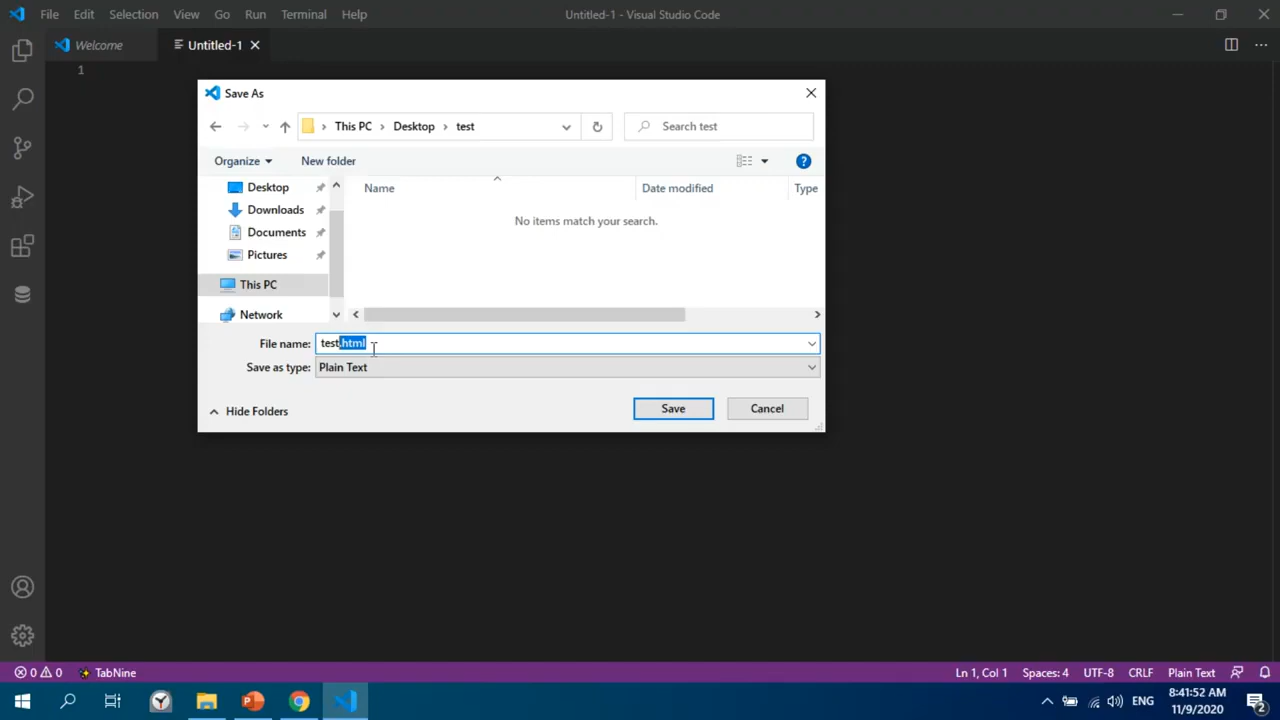 File Edit Selection View Go Run Terminal Help Untitled-1 - Visual Studio Code
Welcome Untitled-1
1
Save As
This PC Desktop test Search test
Organize New folder
Name Date modified Type
No items match your search.
Desktop
Downloads
Documents
Pictures
This PC
Network
File name: test.html
Save as type: Plain Text
Hide Folders Save Cancel
0 0 TabNine Ln 1, Col 1 Spaces: 4 UTF-8 CRLF Plain Text
ENG 8:41:52 AM
11/9/2020 2